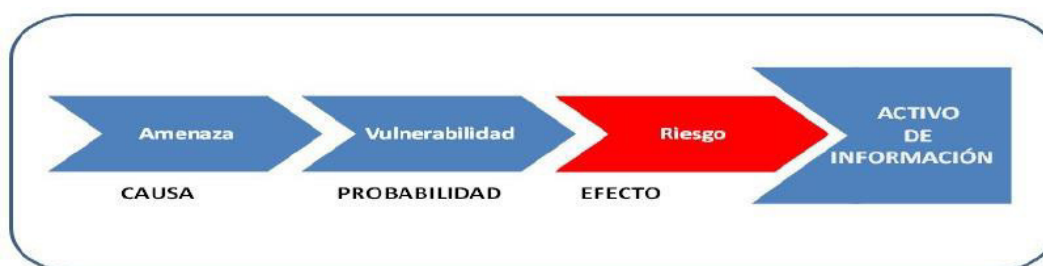 Amenaza
Vulnerabilidad
Riesgo
ACTIVO
DE
INFORMACIÓN
CAUSA
PROBABILIDAD
EFECTO